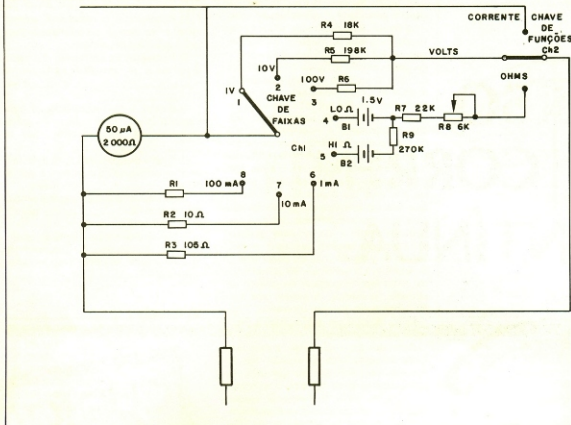 CORRENTE
CHAVE DE FUNÇÕES
Ch2
R4 18K
R5 198K
VOLTS
10V
2
R6
100V
3
OHMS
1V
1
CHAVE DE FAIXAS
1.5V
LO Ω
4
B1
R7 22K
R8 6K
R9
270K
50 µA
2 000Ω
Ch1
HI Ω
5
B2
R1
100 mA
8
7
10mA
6
1mA
R2 10 Ω
R3 105 Ω